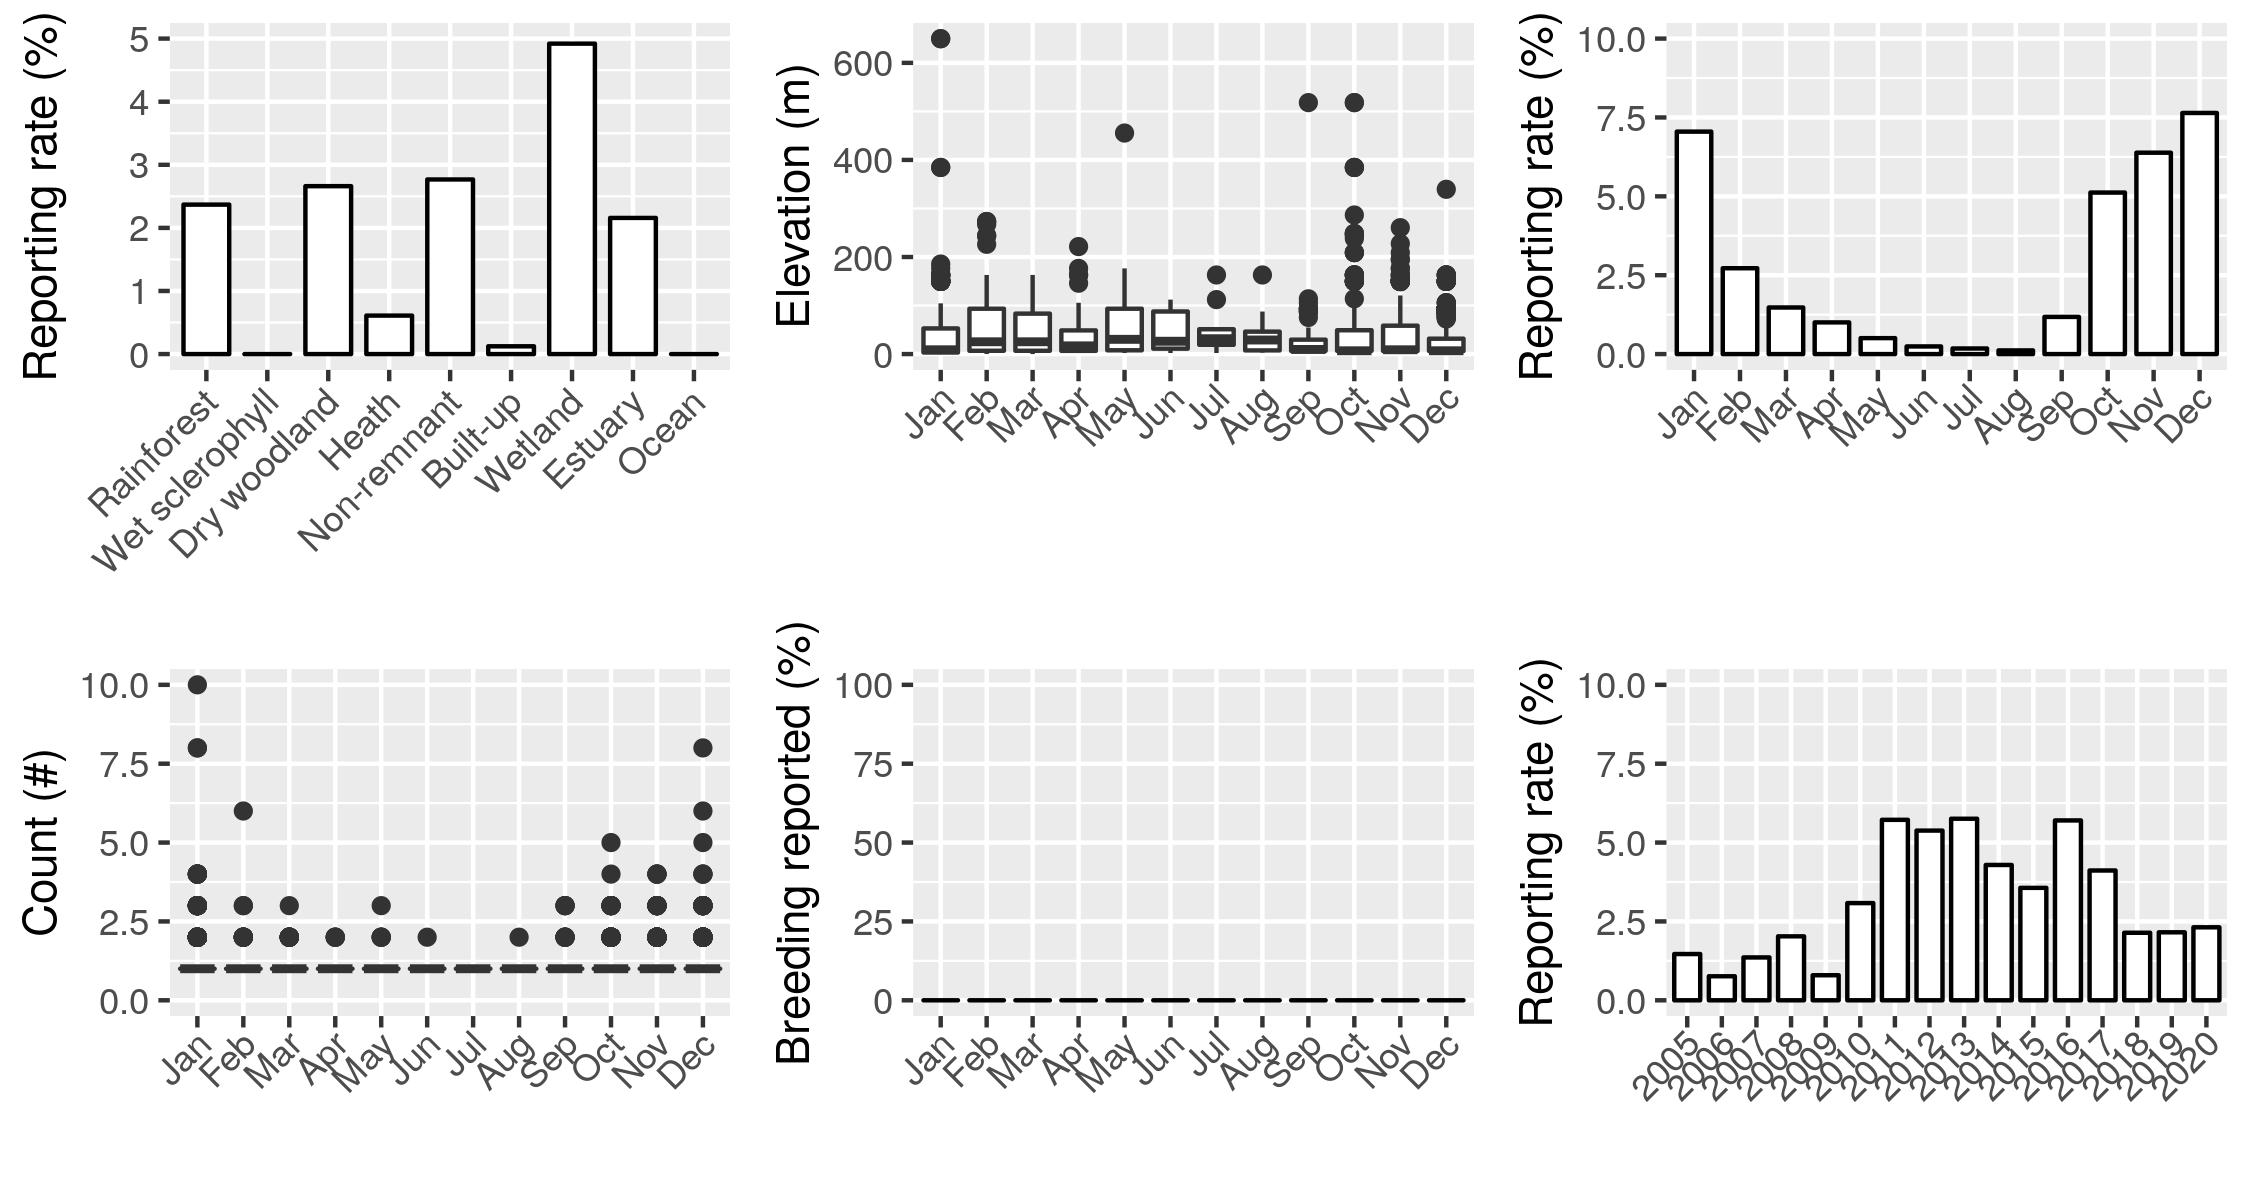 Reporting rate (%)
5
4
3
2
1
0
Rainforest
Wet sclerophyll
Dry woodland
Heath
Non-remnant
Built-up
Wetland
Estuary
Ocean
Elevation (m)
600
400
200
0
Jan
Feb
Mar
Apr
May
Jun
Jul
Aug
Sep
Oct
Nov
Dec
Reporting rate (%)
10.0
7.5
5.0
2.5
0.0
Jan
Feb
Mar
Apr
May
Jun
Jul
Aug
Sep
Oct
Nov
Dec
Count (#)
10.0
7.5
5.0
2.5
0.0
Jan
Feb
Mar
Apr
May
Jun
Jul
Aug
Sep
Oct
Nov
Dec
Breeding reported (%)
100
75
50
25
0
Jan
Feb
Mar
Apr
May
Jun
Jul
Aug
Sep
Oct
Nov
Dec
Reporting rate (%)
10.0
7.5
5.0
2.5
0.0
2005
2006
2007
2008
2009
2010
2011
2012
2013
2014
2015
2016
2017
2018
2019
2020